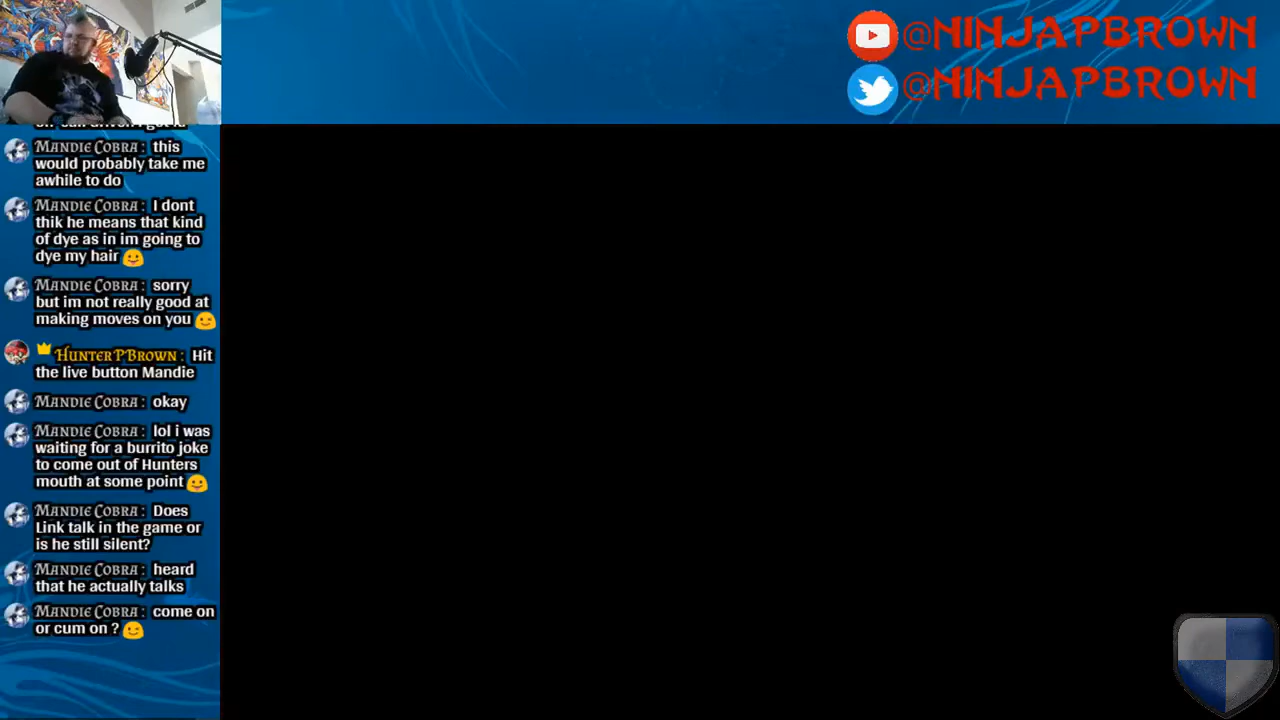 @NINJAPBROWN
@NINJAPBROWN
Mandie Cobra: this
would probably take me
awhile to do
Mandie Cobra: I dont
thik he means that kind
of dye as in im going to
dye my hair
Mandie Cobra: sorry
but im not really good at
making moves on you
HunterPBrown: Hit
the live button Mandie
Mandie Cobra: okay
Mandie Cobra: lol i was
waiting for a burrito joke
to come out of Hunters
mouth at some point
Mandie Cobra: Does
Link talk in the game or
is he still silent?
Mandie Cobra: heard
that he actually talks
Mandie Cobra: come on
or cum on ?